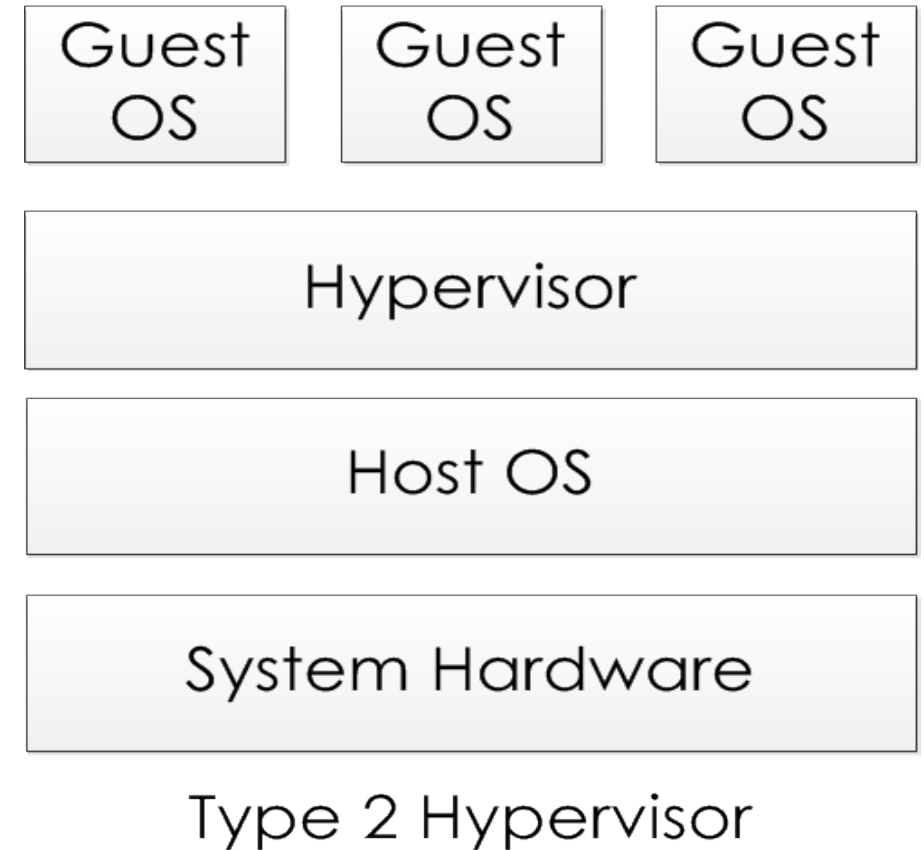 Guest
OS
Guest
OS
Guest
OS
Hypervisor
Host OS
System Hardware
Type 2 Hypervisor